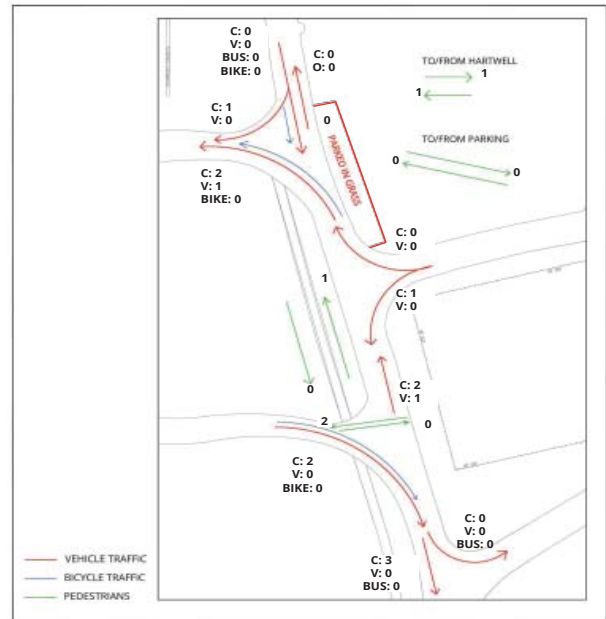 C: 0
V: 0
BUS: 0
BIKE: 0
C: 0
O: 0
TO/FROM HARTWELL
1
1
C: 1
V: 0
0
PARKED IN GRASS
TO/FROM PARKING
0
0
C: 2
V: 1
BIKE: 0
C: 0
V: 0
1
C: 1
V: 0
0
C: 2
V: 1
2
0
C: 2
V: 0
BIKE: 0
C: 0
V: 0
BUS: 0
C: 3
V: 0
BUS: 0
VEHICLE TRAFFIC
BICYCLE TRAFFIC
PEDESTRIANS